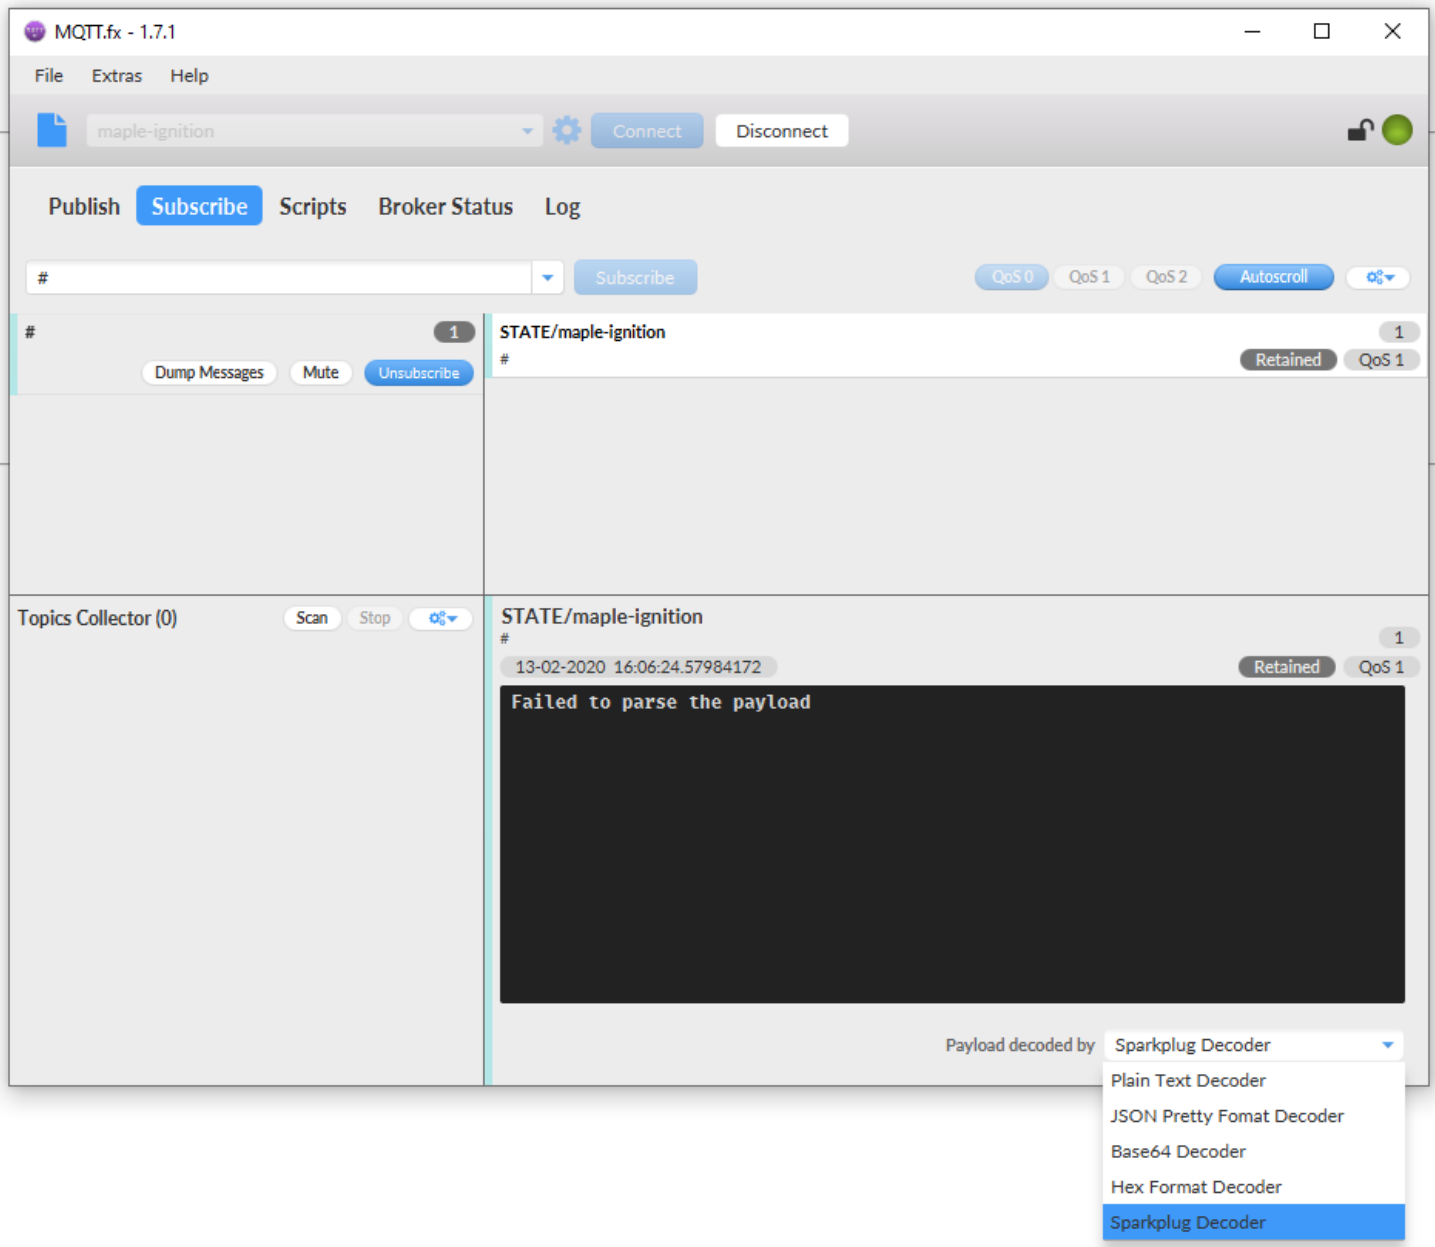 MQTT.fx - 1.7.1
File Extras Help
maple-ignition Connect Disconnect
Publish Subscribe Scripts Broker Status Log
# Subscribe QoS 0 QoS 1 QoS 2 Autoscroll
# 1
Dump Messages Mute Unsubscribe
STATE/maple-ignition 1
# Retained QoS 1
Topics Collector (0) Scan Stop
STATE/maple-ignition
# 1
13-02-2020 16:06:24.57984172 Retained QoS 1
Failed to parse the payload
Payload decoded by Sparkplug Decoder
Plain Text Decoder
JSON Pretty Fomat Decoder
Base64 Decoder
Hex Format Decoder
Sparkplug Decoder